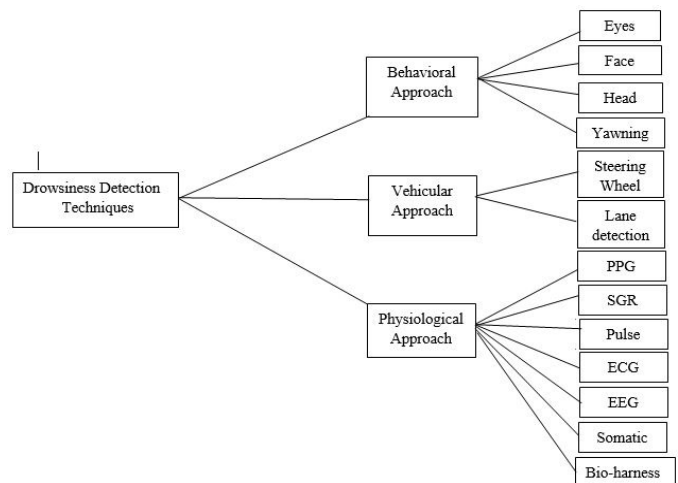 Drowsiness Detection
Techniques
Behavioral
Approach
Eyes
Face
Head
Yawning
Vehicular
Approach
Steering
Wheel
Lane
detection
Physiological
Approach
PPG
SGR
Pulse
ECG
EEG
Somatic
Bio-harness